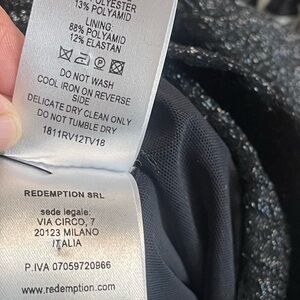 POLYESTER
13% POLYAMID
LINING:
88% POLYAMID
12% ELASTAN
DO NOT WASH
COOL IRON ON REVERSE
SIDE
DELICATE DRY CLEAN ONLY
DO NOT TUMBLE DRY
1811RV12TV18
REDEMPTION SRL
sede legale:
VIA CIRCO, 7
20123 MILANO
ITALIA
P.IVA 07059720966
www.redemption.com